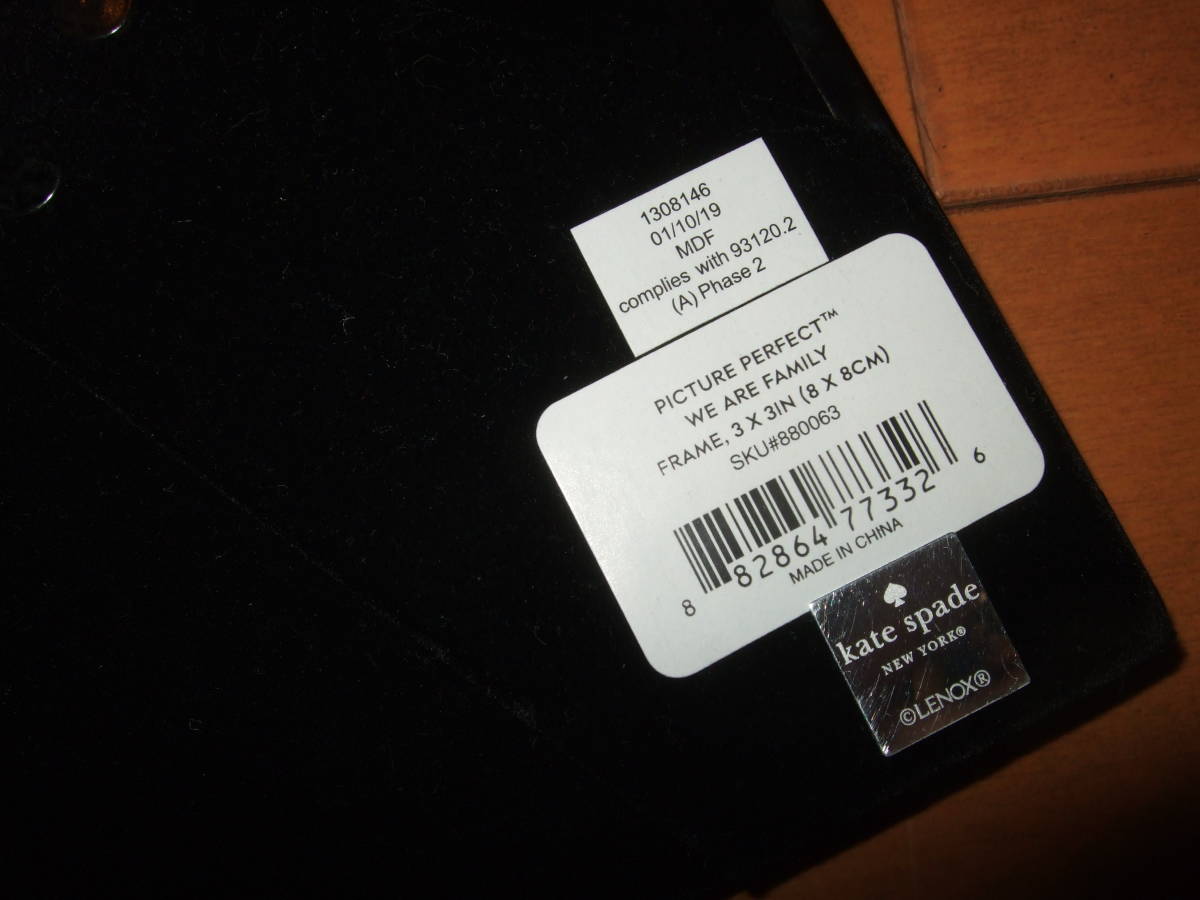 1308146
01/10/19
MDF
complies with 93120.2
(A) Phase 2
PICTURE PERFECT™
WE ARE FAMILY
FRAME, 3 X 3IN (8 X 8CM)
SKU#880063
8 82864 77332 6
MADE IN CHINA
kate spade
NEW YORK®
©LENOX®